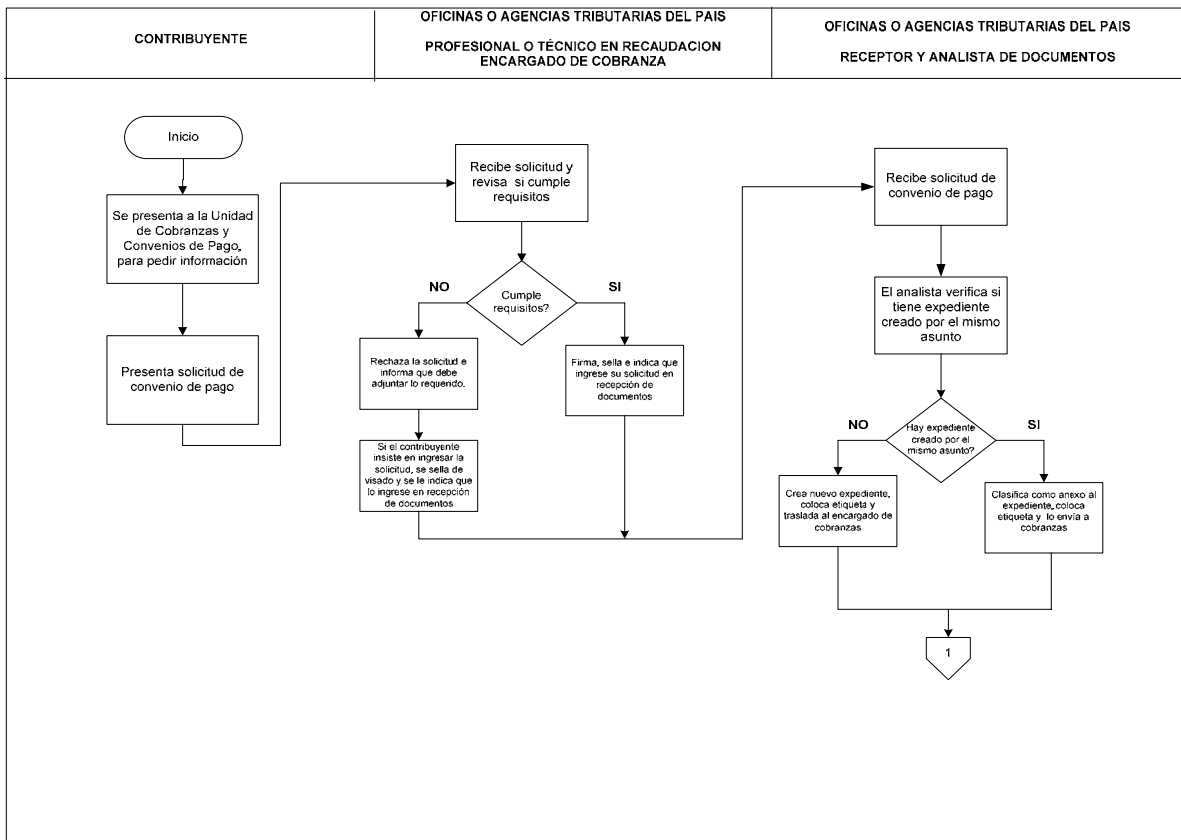 CONTRIBUYENTE
OFICINAS O AGENCIAS TRIBUTARIAS DEL PAIS
PROFESIONAL O TÉCNICO EN RECAUDACION
ENCARGADO DE COBRANZA
OFICINAS O AGENCIAS TRIBUTARIAS DEL PAIS
RECEPTOR Y ANALISTA DE DOCUMENTOS
Inicio
Se presenta a la Unidad
de Cobranzas y
Convenios de Pago,
para pedir información
Presenta solicitud de
convenio de pago
Recibe solicitud y
revisa si cumple
requisitos
Cumple
requisitos?
NO
SI
Rechaza la solicitud e
informa que debe
adjuntar lo requerido.
Si el contribuyente
insiste en ingresar la
solicitud, se sella de
visado y se le indica que
lo ingrese en recepción
de documentos
Firma, sella e indica que
ingrese su solicitud en
recepción de
documentos
Recibe solicitud de
convenio de pago
El analista verifica si
tiene expediente
creado por el mismo
asunto
Hay expediente
creado por el
mismo asunto?
NO
SI
Crea nuevo expediente,
coloca etiqueta y
traslada al encargado de
cobranzas
Clasifica como anexo al
expediente, coloca
etiqueta y lo envía a
cobranzas
1